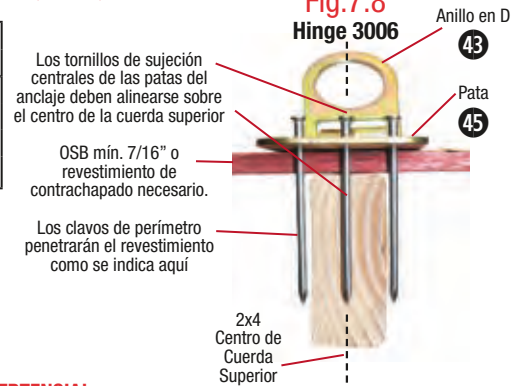 Fig.7.8
Hinge 3006
Anillo en D
43
Los tornillos de sujeción
centrales de las patas del
anclaje deben alinearse sobre
el centro de la cuerda superior
Pata
45
OSB mín. 7/16” o
revestimiento de
contrachapado necesario.
Los clavos de perímetro
penetrarán el revestimiento
como se indica aquí
2x4
Centro de
Cuerda
Superior